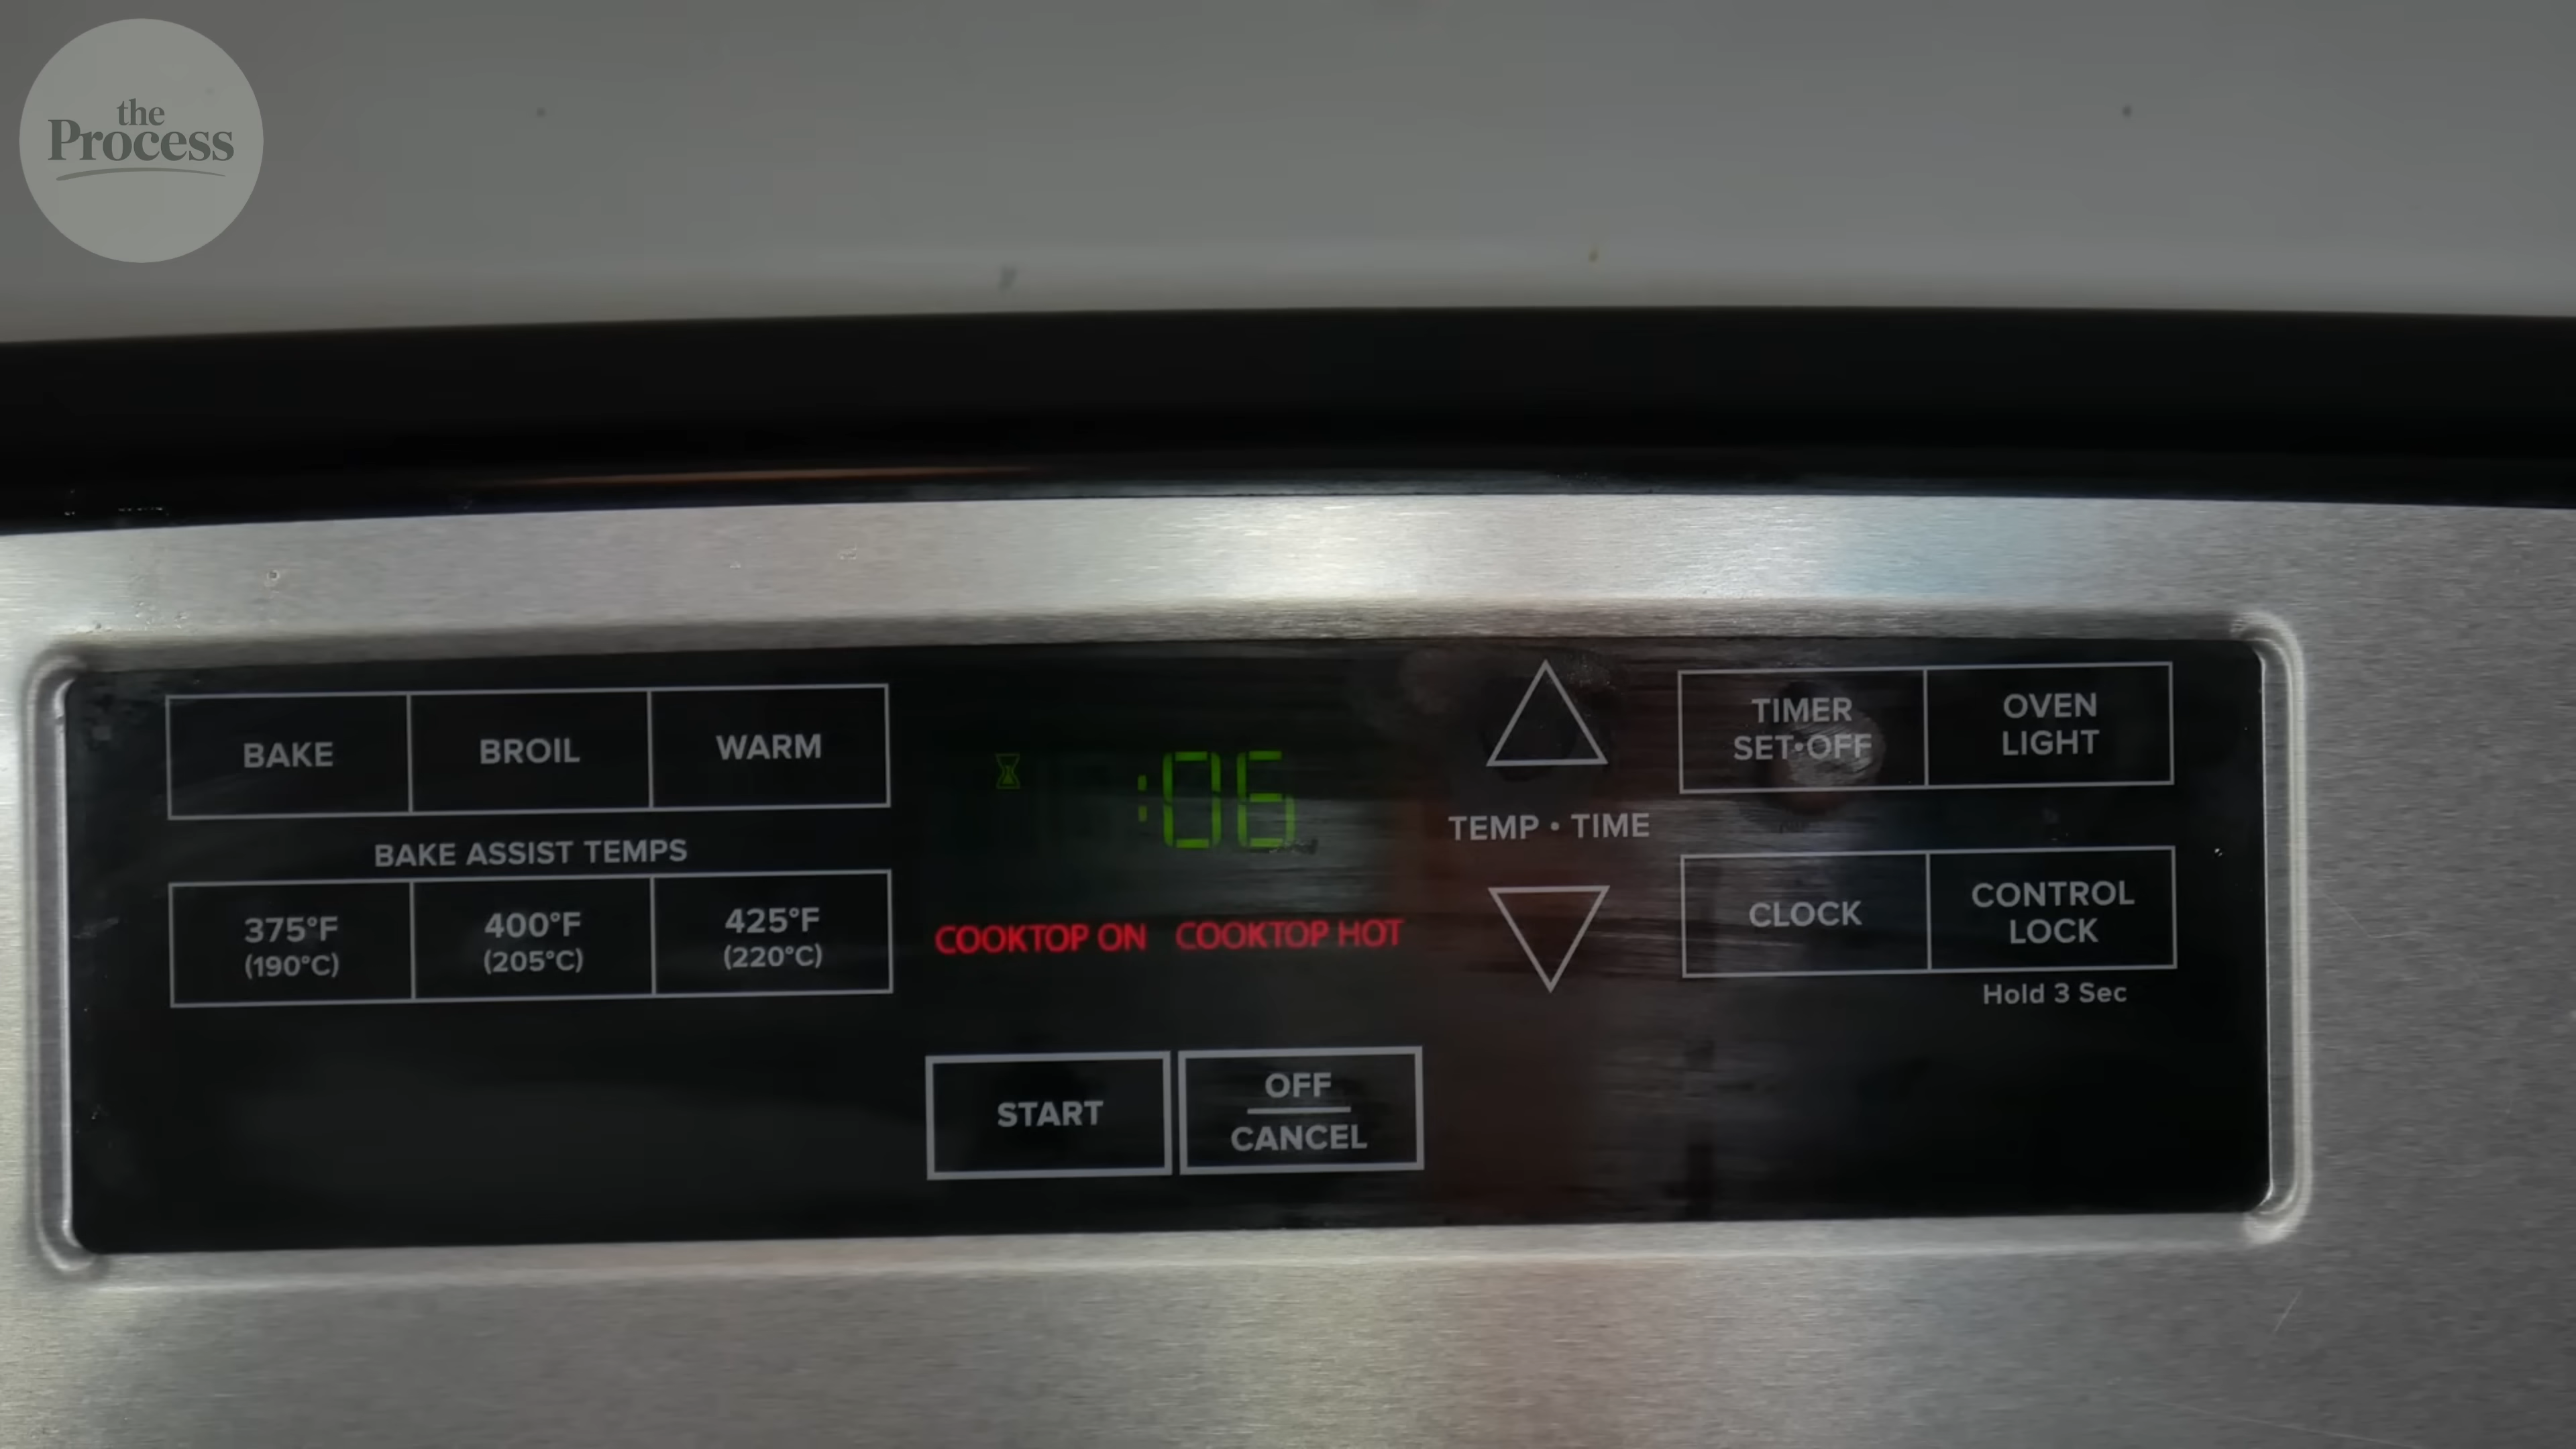 the
Process
BAKE
BROIL
WARM
:06
TIMER
SET•OFF
OVEN
LIGHT
TEMP • TIME
BAKE ASSIST TEMPS
375°F
(190°C)
400°F
(205°C)
425°F
(220°C)
COOKTOP ON COOKTOP HOT
CLOCK
CONTROL
LOCK
Hold 3 Sec
START
OFF
CANCEL